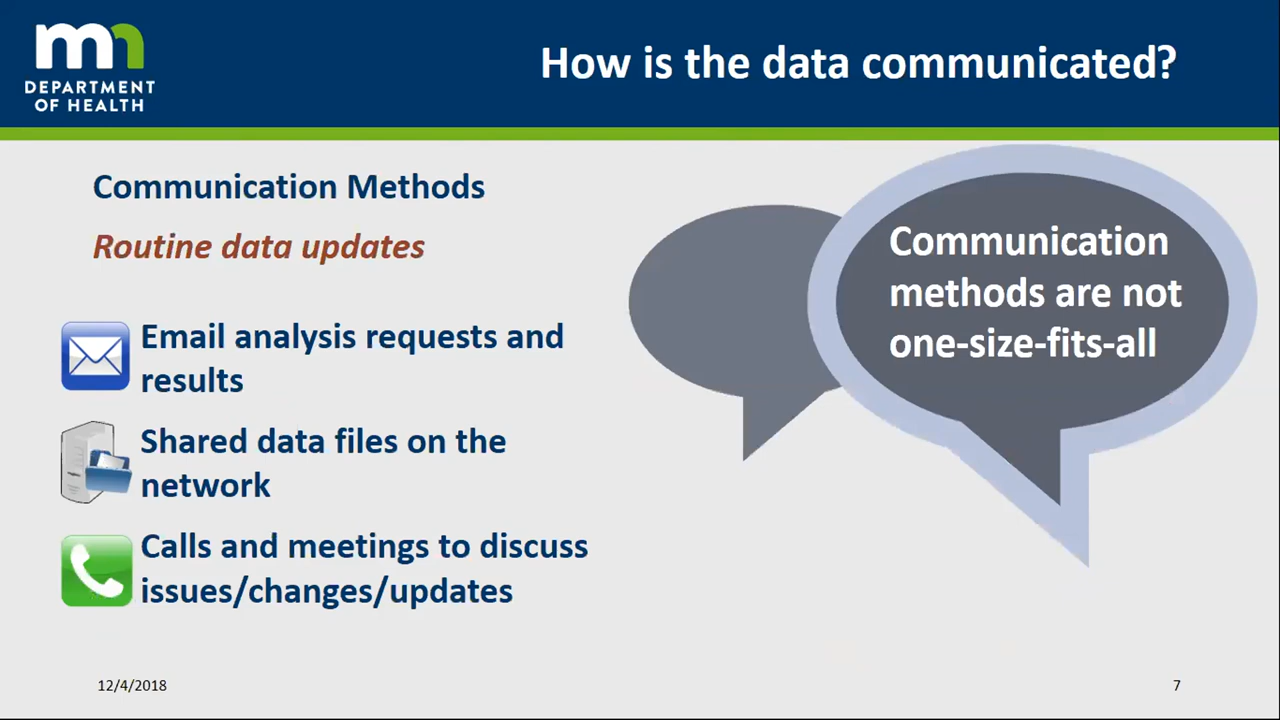 mn
DEPARTMENT
OF HEALTH
How is the data communicated?
Communication Methods
Routine data updates
Email analysis requests and
results
Shared data files on the
network
Calls and meetings to discuss
issues/changes/updates
Communication
methods are not
one-size-fits-all
12/4/2018
7